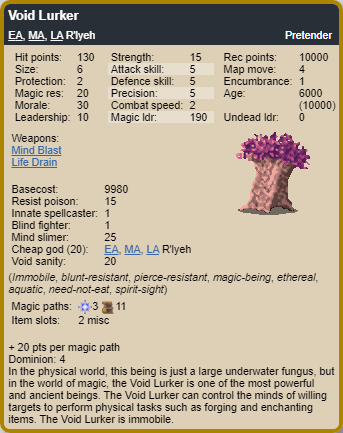 Void Lurker
EA, MA, LA R'lyeh Pretender
Hit points: 130 Strength: 15 Rec points: 10000
Size: 6 Attack skill: 5 Map move: 4
Protection: 2 Defence skill: 5 Encumbrance: 1
Magic res: 20 Precision: 5 Age: 6000
Morale: 30 Combat speed: 2 (10000)
Leadership: 10 Magic ldr: 190 Undead ldr: 0
Weapons:
Mind Blast
Life Drain
Basecost: 9980
Resist poison: 15
Innate spellcaster: 1
Blind fighter: 1
Mind slimer: 25
Cheap god (20): EA, MA, LA R'lyeh
Void sanity: 20
(Immobile, blunt-resistant, pierce-resistant, magic-being, ethereal,
aquatic, need-not-eat, spirit-sight)
Magic paths: 3 11
Item slots: 2 misc
+ 20 pts per magic path
Dominion: 4
In the physical world, this being is just a large underwater fungus, but
in the world of magic, the Void Lurker is one of the most powerful
and ancient beings. The Void Lurker can control the minds of willing
targets to perform physical tasks such as forging and enchanting
items. The Void Lurker is immobile.